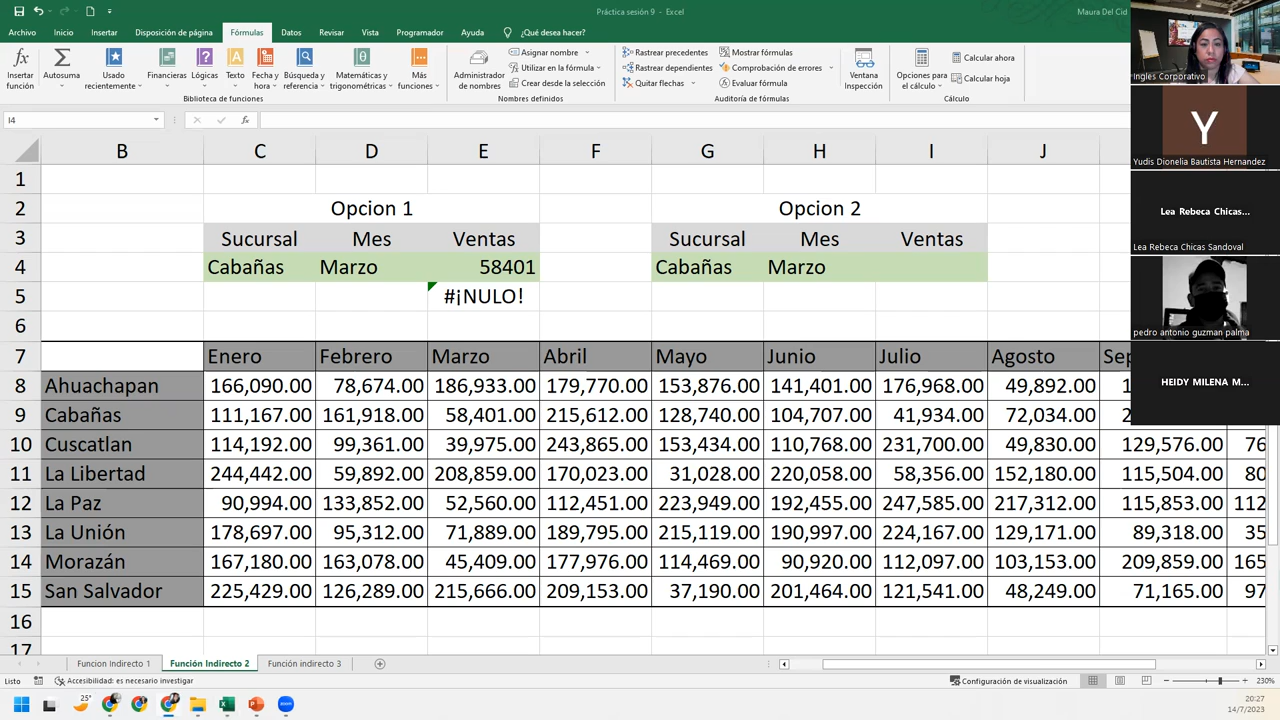 Práctica sesión 9 - Excel
Maura Del Cid
Archivo Inicio Insertar Disposición de página Fórmulas Datos Revisar Vista Programador Ayuda ¿Qué desea hacer?
Insertar función
Autosuma
Usado recientemente
Financieras
Lógicas
Texto
Fecha y hora
Búsqueda y referencia
Matemáticas y trigonométricas
Más funciones
Biblioteca de funciones
Administrador de nombres
Asignar nombre
Utilizar en la fórmula
Crear desde la selección
Nombres definidos
Rastrear precedentes
Rastrear dependientes
Quitar flechas
Mostrar fórmulas
Comprobación de errores
Evaluar fórmula
Auditoría de fórmulas
Ventana Inspección
Opciones para el cálculo
Calcular ahora
Calcular hoja
Cálculo
I4
fx
B C D E F G H I J
1
2 Opcion 1 Opcion 2
3 Sucursal Mes Ventas Sucursal Mes Ventas
4 Cabañas Marzo 58401 Cabañas Marzo
5 #¡NULO!
6
7 Enero Febrero Marzo Abril Mayo Junio Julio Agosto Sep
8 Ahuachapan 166,090.00 78,674.00 186,933.00 179,770.00 153,876.00 141,401.00 176,968.00 49,892.00 1
9 Cabañas 111,167.00 161,918.00 58,401.00 215,612.00 128,740.00 104,707.00 41,934.00 72,034.00 2
10 Cuscatlan 114,192.00 99,361.00 39,975.00 243,865.00 153,434.00 110,768.00 231,700.00 49,830.00 129,576.00 76
11 La Libertad 244,442.00 59,892.00 208,859.00 170,023.00 31,028.00 220,058.00 58,356.00 152,180.00 115,504.00 80
12 La Paz 90,994.00 133,852.00 52,560.00 112,451.00 223,949.00 192,455.00 247,585.00 217,312.00 115,853.00 112
13 La Unión 178,697.00 95,312.00 71,889.00 189,795.00 215,119.00 190,997.00 224,167.00 129,171.00 89,318.00 35
14 Morazán 167,180.00 163,078.00 45,409.00 177,976.00 114,469.00 90,920.00 112,097.00 103,153.00 209,859.00 165
15 San Salvador 225,429.00 126,289.00 215,666.00 209,153.00 37,190.00 201,464.00 121,541.00 48,249.00 71,165.00 97
16
17
Funcion Indirecto 1 Función Indirecto 2 Función indirecto 3
Listo Accesibilidad: es necesario investigar
Configuración de visualización
230%
25°
zoom
20:27
14/7/2023
Ingles Corporativo
Y
Yudis Dionelia Bautista Hernandez
Lea Rebeca Chicas...
Lea Rebeca Chicas Sandoval
pedro antonio guzman palma
HEIDY MILENA M...